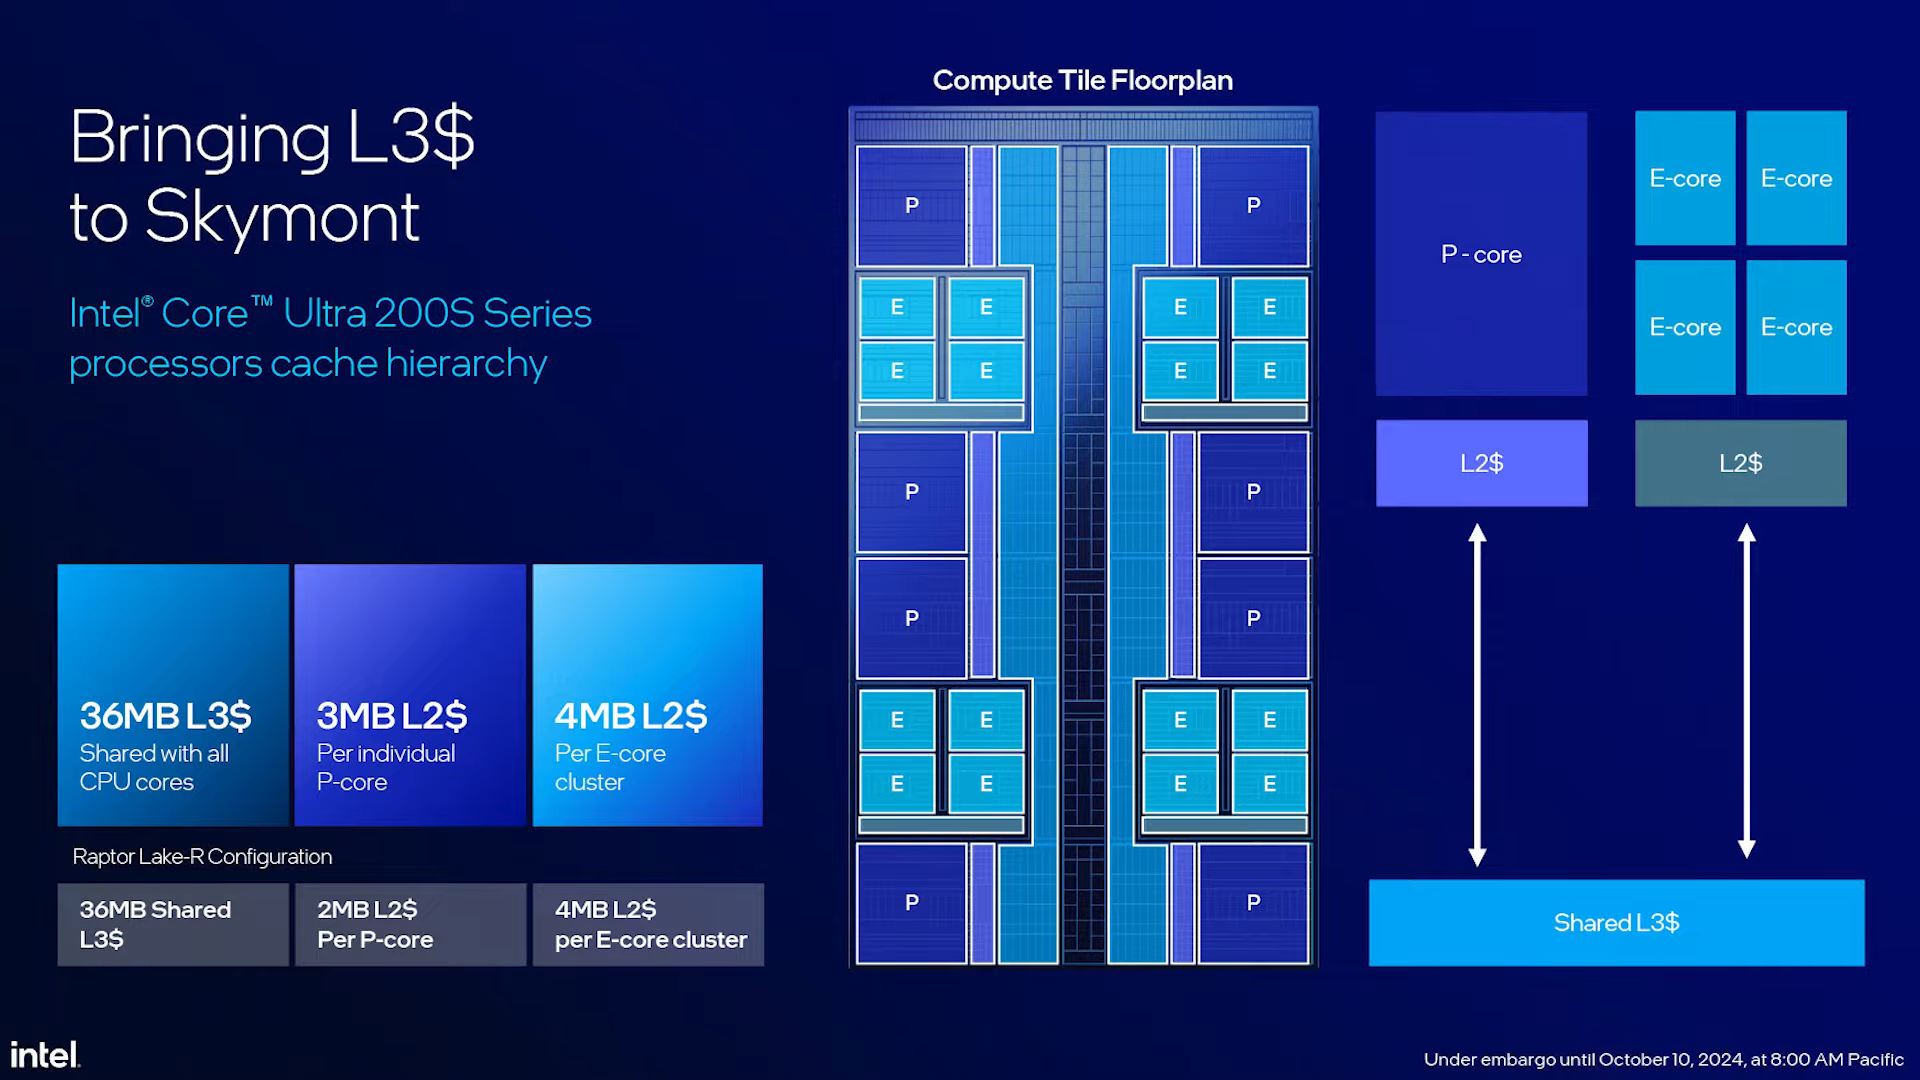 Bringing L3$
to Skymont
Intel® Core™ Ultra 200S Series
processors cache hierarchy
36MB L3$
Shared with all
CPU cores
3MB L2$
Per individual
P-core
4MB L2$
Per E-core
cluster
Raptor Lake-R Configuration
36MB Shared
L3$
2MB L2$
Per P-core
4MB L2$
per E-core cluster
Compute Tile Floorplan
P P
E E E E
E E E E
P P
P P
E E E E
E E E E
P P
P - core
E-core E-core
E-core E-core
L2$ L2$
Shared L3$
intel.
Under embargo until October 10, 2024, at 8:00 AM Pacific